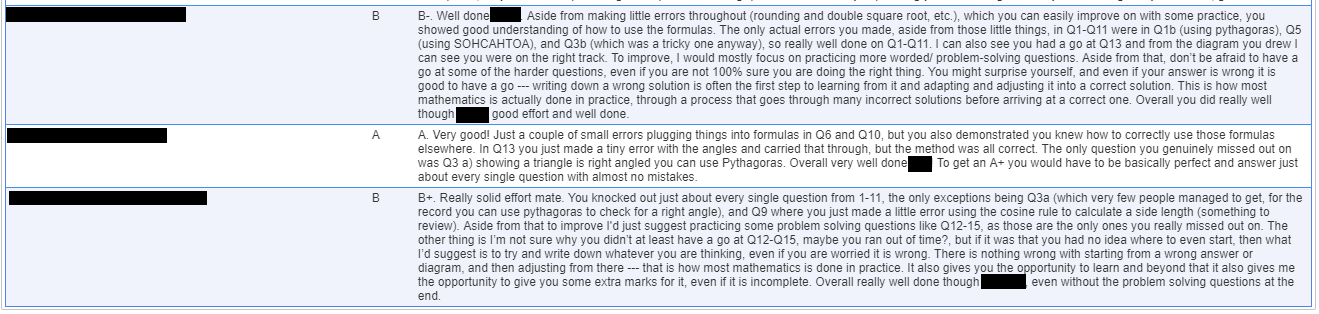 B
B-. Well done. Aside from making little errors throughout (rounding and double square root, etc.), which you can easily improve on with some practice, you
showed good understanding of how to use the formulas. The only actual errors you made, aside from those little things, in Q1-Q11 were in Q1b (using pythagoras), Q5
(using SOHCAHTOA), and Q3b (which was a tricky one anyway), so really well done on Q1-Q11. I can also see you had a go at Q13 and from the diagram you drew I
can see you were on the right track. To improve, I would mostly focus on practicing more worded/ problem-solving questions. Aside from that, don't be afraid to have a
go at some of the harder questions, even if you are not 100% sure you are doing the right thing. You might surprise yourself, and even if your answer is wrong it is
good to have a go --- writing down a wrong solution is often the first step to learning from it and adapting and adjusting it into a correct solution. This is how most
mathematics is actually done in practice, through a process that goes through many incorrect solutions before arriving at a correct one. Overall you did really well
though good effort and well done.
A
A. Very good! Just a couple of small errors plugging things into formulas in Q6 and Q10, but you also demonstrated you knew how to correctly use those formulas
elsewhere. In Q13 you just made a tiny error with the angles and carried that through, but the method was all correct. The only question you genuinely missed out on
was Q3 a) showing a triangle is right angled you can use Pythagoras. Overall very well done To get an A+ you would have to be basically perfect and answer just
about every single question with almost no mistakes.
B
B+. Really solid effort mate. You knocked out just about every single question from 1-11, the only exceptions being Q3a (which very few people managed to get, for the
record you can use pythagoras to check for a right angle), and Q9 where you just made a little error using the cosine rule to calculate a side length (something to
review). Aside from that to improve I'd just suggest practicing some problem solving questions like Q12-15, as those are the only ones you really missed out on. The
other thing is I'm not sure why you didn't at least have a go at Q12-Q15, maybe you ran out of time?, but if it was that you had no idea where to even start, then what
I'd suggest is to try and write down whatever you are thinking, even if you are worried it is wrong. There is nothing wrong with starting from a wrong answer or
diagram, and then adjusting from there --- that is how most mathematics is done in practice. It also gives you the opportunity to learn and beyond that it also gives me
the opportunity to give you some extra marks for it, even if it is incomplete. Overall really well done though, even without the problem solving questions at the
end.